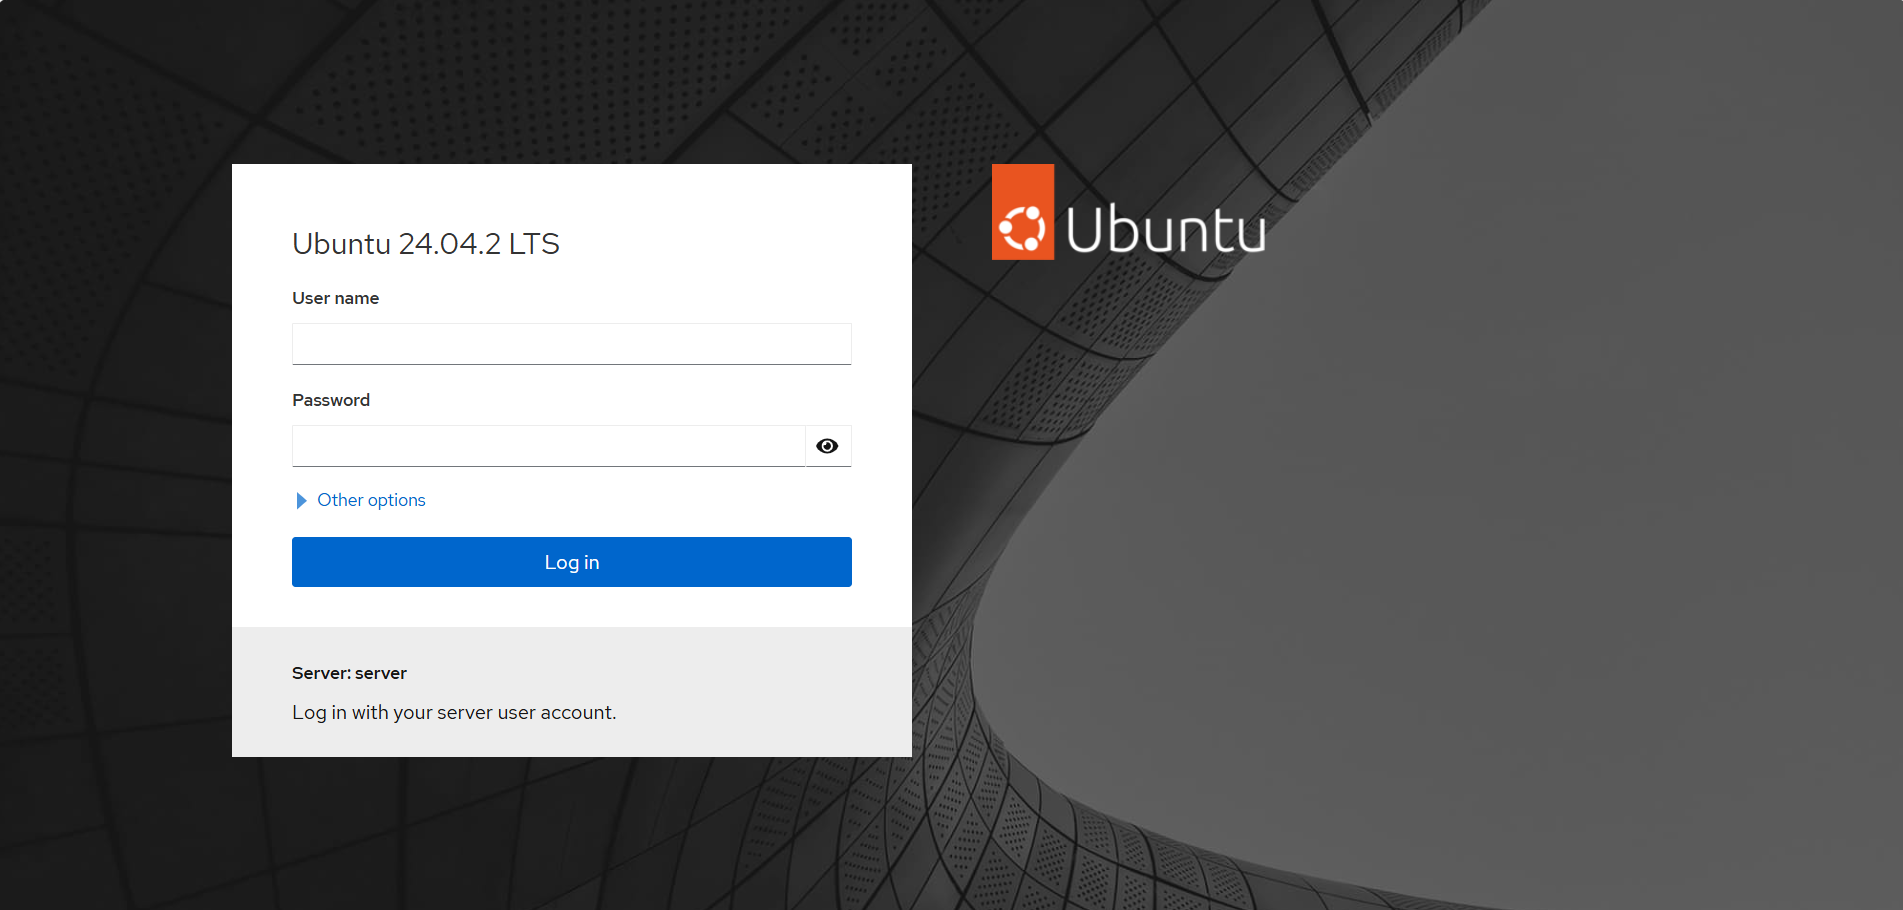 Ubuntu 24.04.2 LTS
User name
Password
Other options
Log in
Server: server
Log in with your server user account.
Ubuntu